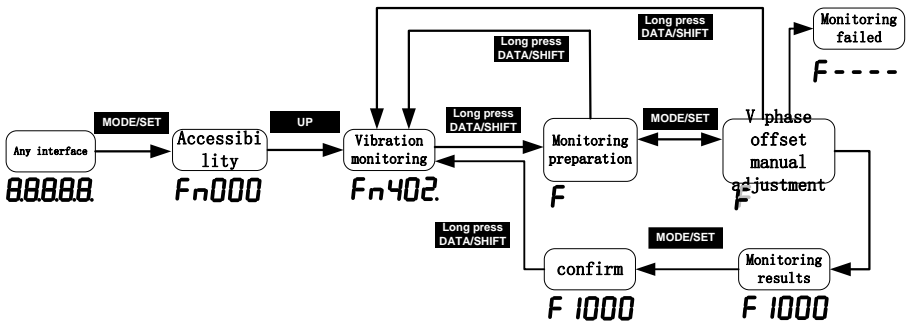 Long press
DATA/SHIFT
Monitoring
failed
F----
Long press
DATA/SHIFT
MODE/SET
UP
Long press
DATA/SHIFT
MODE/SET
Any interface
Accessibi
lity
Vibration
monitoring
Monitoring
preparation
V phase
offset
manual
adjustment
8.8.8.8.8.
Fn000
Fn402.
F
F
Long press
DATA/SHIFT
MODE/SET
confirm
Monitoring
results
F 1000
F 1000